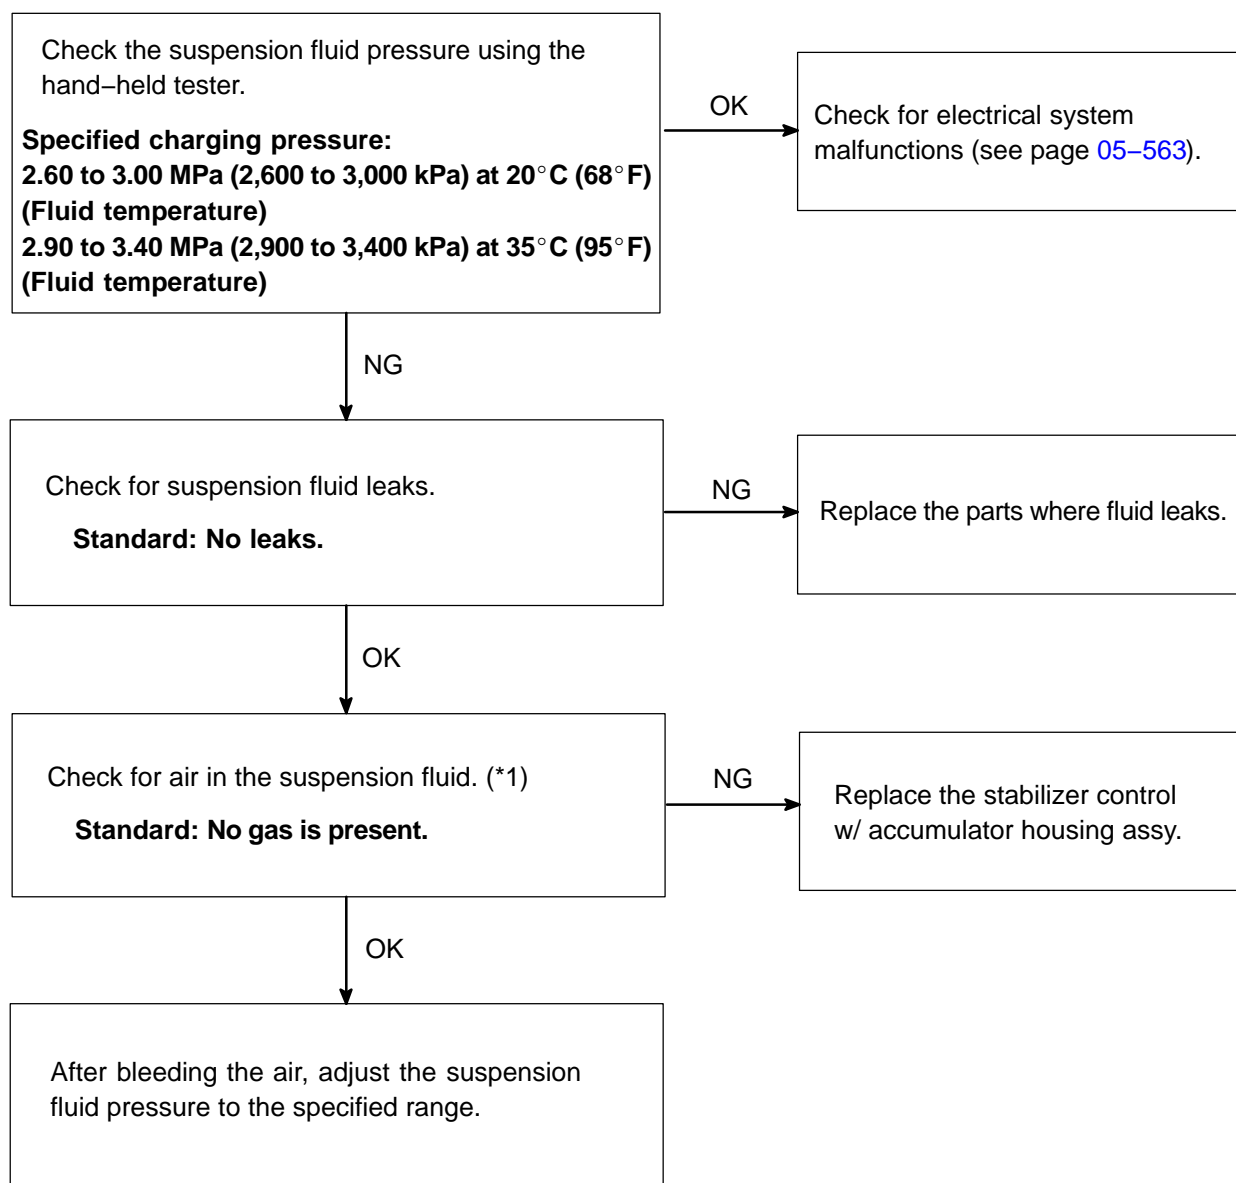 Check the suspension fluid pressure using the
hand–held tester.
Specified charging pressure:
2.60 to 3.00 MPa (2,600 to 3,000 kPa) at 20°C (68°F)
(Fluid temperature)
2.90 to 3.40 MPa (2,900 to 3,400 kPa) at 35°C (95°F)
(Fluid temperature)
OK
Check for electrical system
malfunctions (see page 05–563).
NG
Check for suspension fluid leaks.
Standard: No leaks.
NG
Replace the parts where fluid leaks.
OK
Check for air in the suspension fluid. (*1)
Standard: No gas is present.
NG
Replace the stabilizer control
w/ accumulator housing assy.
OK
After bleeding the air, adjust the suspension
fluid pressure to the specified range.